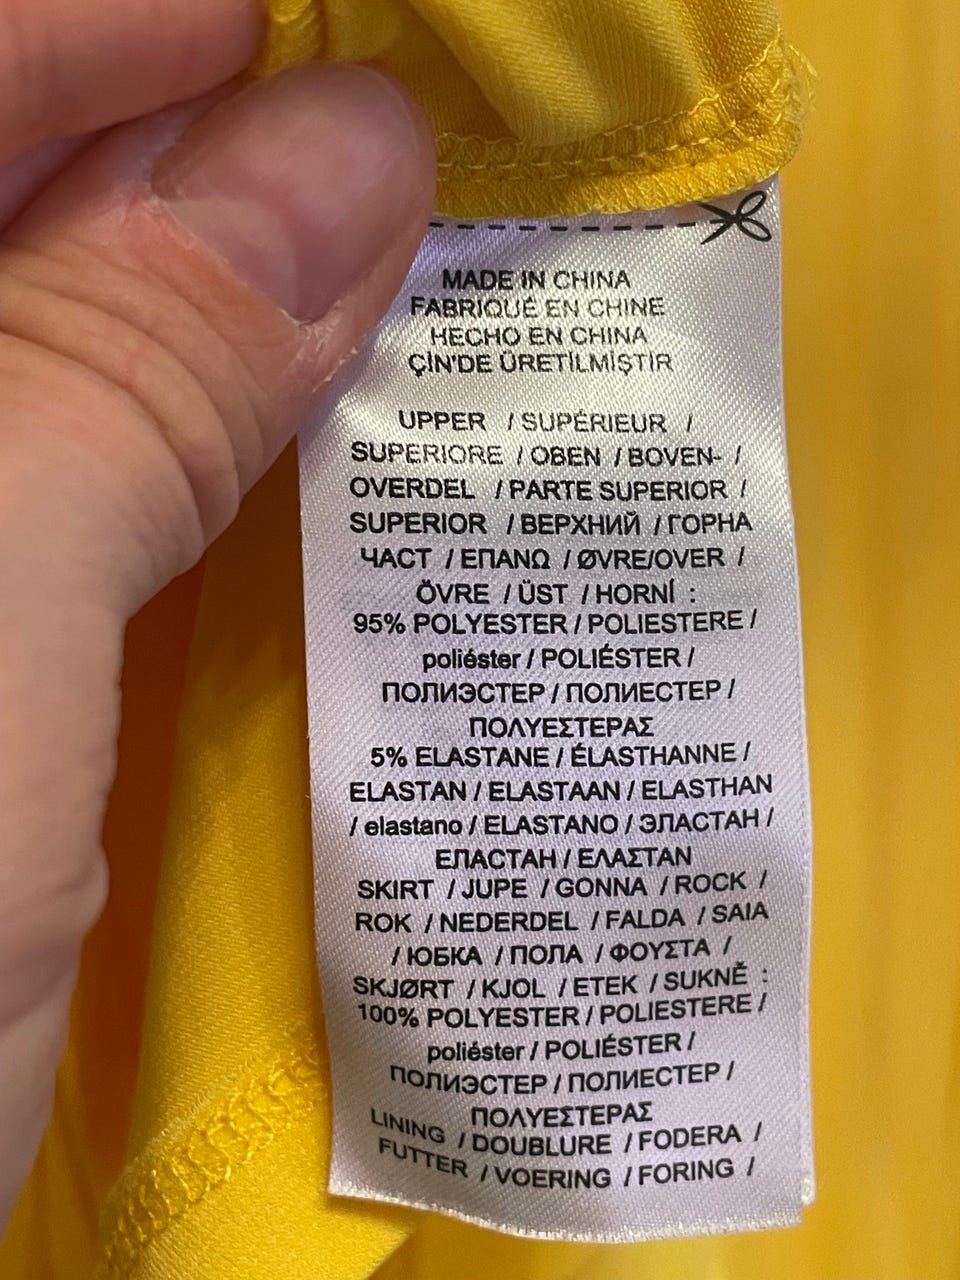 MADE IN CHINA
FABRIQUÉ EN CHINE
HECHO EN CHINA
ÇİN'DE ÜRETİLMİŞTİR
UPPER / SUPÉRIEUR /
SUPERIORE / OBEN / BOVEN- /
OVERDEL / PARTE SUPERIOR /
SUPERIOR / ВЕРХНИЙ / ГОРНА
ЧАСТ / ΕΠΑΝΩ / ØVRE/OVER /
ÖVRE / ÜST / HORNÍ :
95% POLYESTER / POLIESTERE /
poliéster / POLIÉSTER /
ПОЛИЭСТЕР / ПОЛИЕСТЕР /
ΠΟΛΥΕΣΤΕΡΑΣ
5% ELASTANE / ÉLASTHANNE /
ELASTAN / ELASTAAN / ELASTHAN
/ elastano / ELASTANO / ЭЛАСТАН /
ЕЛАСТАН / ΕΛΑΣΤΑΝ
SKIRT / JUPE / GONNA / ROCK /
ROK / NEDERDEL / FALDA / SAIA
/ ЮБКА / ПОЛА / ΦΟΥΣΤΑ /
SKJØRT / KJOL / ETEK / SUKNĚ :
100% POLYESTER / POLIESTERE /
poliéster / POLIÉSTER /
ПОЛИЭСТЕР / ПОЛИЕСТЕР /
ΠΟΛΥΕΣΤΕΡΑΣ
LINING / DOUBLURE / FODERA /
FUTTER / VOERING / FORING /